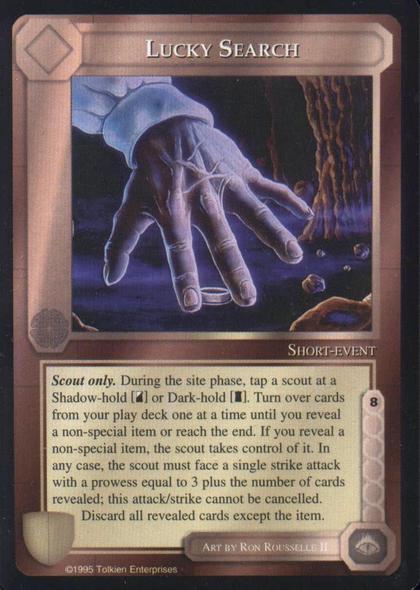 LUCKY SEARCH
SHORT-EVENT
Scout only. During the site phase, tap a scout at a
Shadow-hold [] or Dark-hold []. Turn over cards
from your play deck one at a time until you reveal
a non-special item or reach the end. If you reveal a
non-special item, the scout takes control of it. In
any case, the scout must face a single strike attack
with a prowess equal to 3 plus the number of cards
revealed; this attack/strike cannot be cancelled.
Discard all revealed cards except the item.
8
ART BY RON ROUSSELLE II
©1995 Tolkien Enterprises